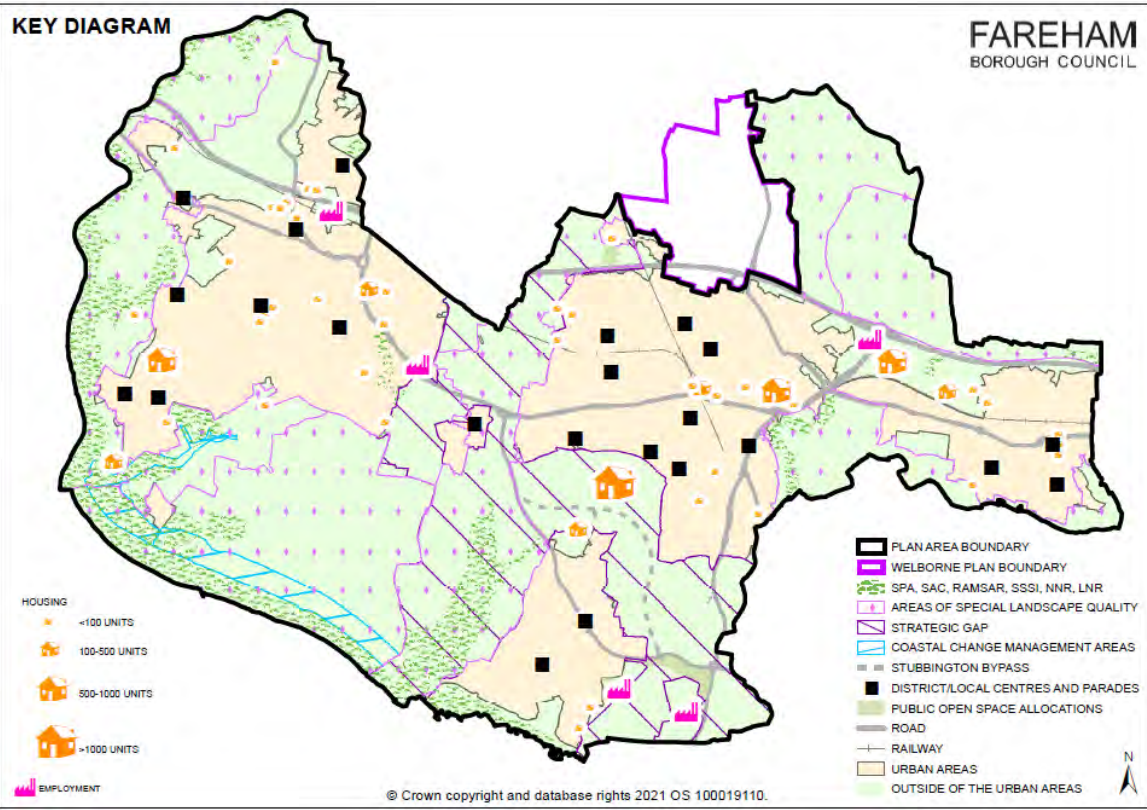 KEY DIAGRAM
FAREHAM
BOROUGH COUNCIL
HOUSING
<100 UNITS
100-500 UNITS
500-1000 UNITS
>1000 UNITS
EMPLOYMENT
PLAN AREA BOUNDARY
WELBORNE PLAN BOUNDARY
SPA, SAC, RAMSAR, SSSI, NNR, LNR
AREAS OF SPECIAL LANDSCAPE QUALITY
STRATEGIC GAP
COASTAL CHANGE MANAGEMENT AREAS
STUBBINGTON BYPASS
DISTRICT/LOCAL CENTRES AND PARADES
PUBLIC OPEN SPACE ALLOCATIONS
ROAD
RAILWAY
URBAN AREAS
OUTSIDE OF THE URBAN AREAS
N
© Crown copyright and database rights 2021 OS 100019110.